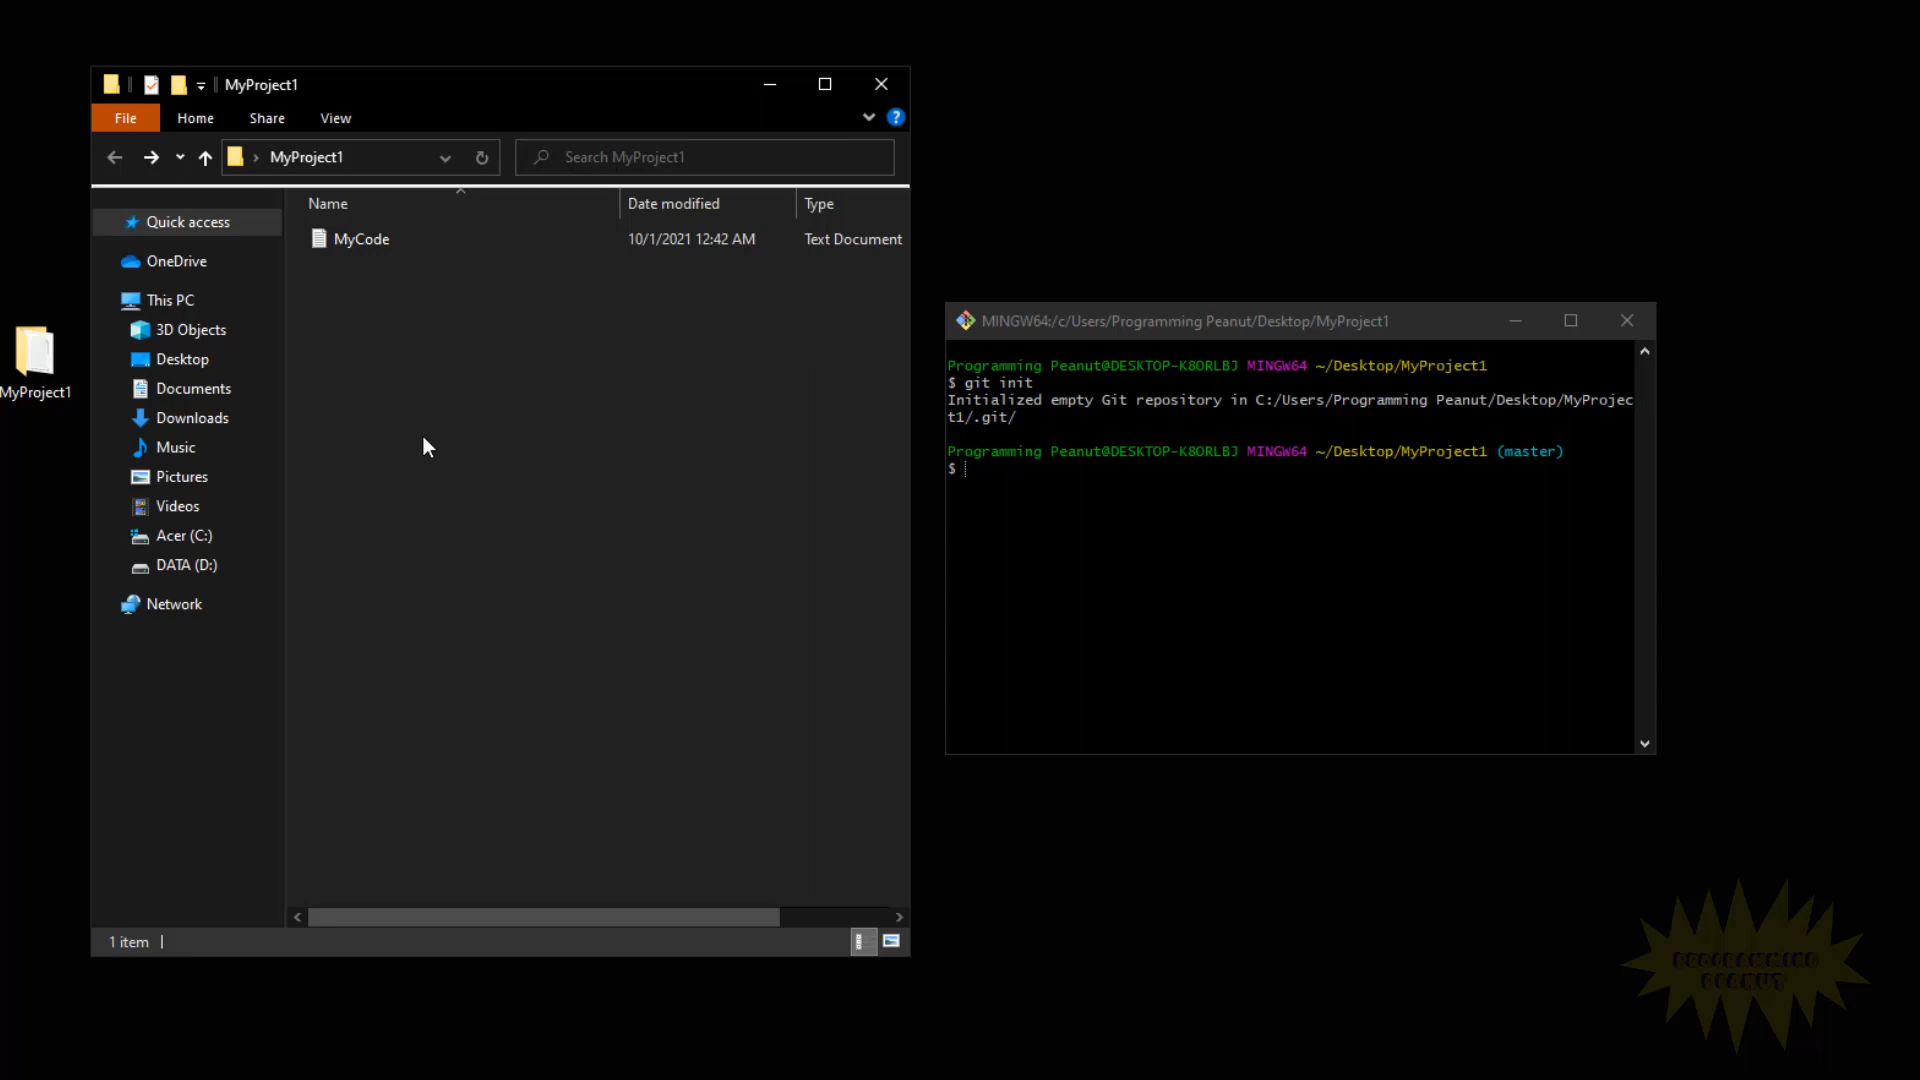 MyProject1
File Home Share View
MyProject1
Search MyProject1
Name Date modified Type
MyCode 10/1/2021 12:42 AM Text Document
Quick access
OneDrive
This PC
3D Objects
Desktop
Documents
Downloads
Music
Pictures
Videos
Acer (C:)
DATA (D:)
Network
1 item
MyProject1
MINGW64:/c/Users/Programming Peanut/Desktop/MyProject1
Programming Peanut@DESKTOP-K8ORLBJ MINGW64 ~/Desktop/MyProject1
$ git init
Initialized empty Git repository in C:/Users/Programming Peanut/Desktop/MyProjec
t1/.git/
Programming Peanut@DESKTOP-K8ORLBJ MINGW64 ~/Desktop/MyProject1 (master)
$
PROGRAMMING
PEANUT